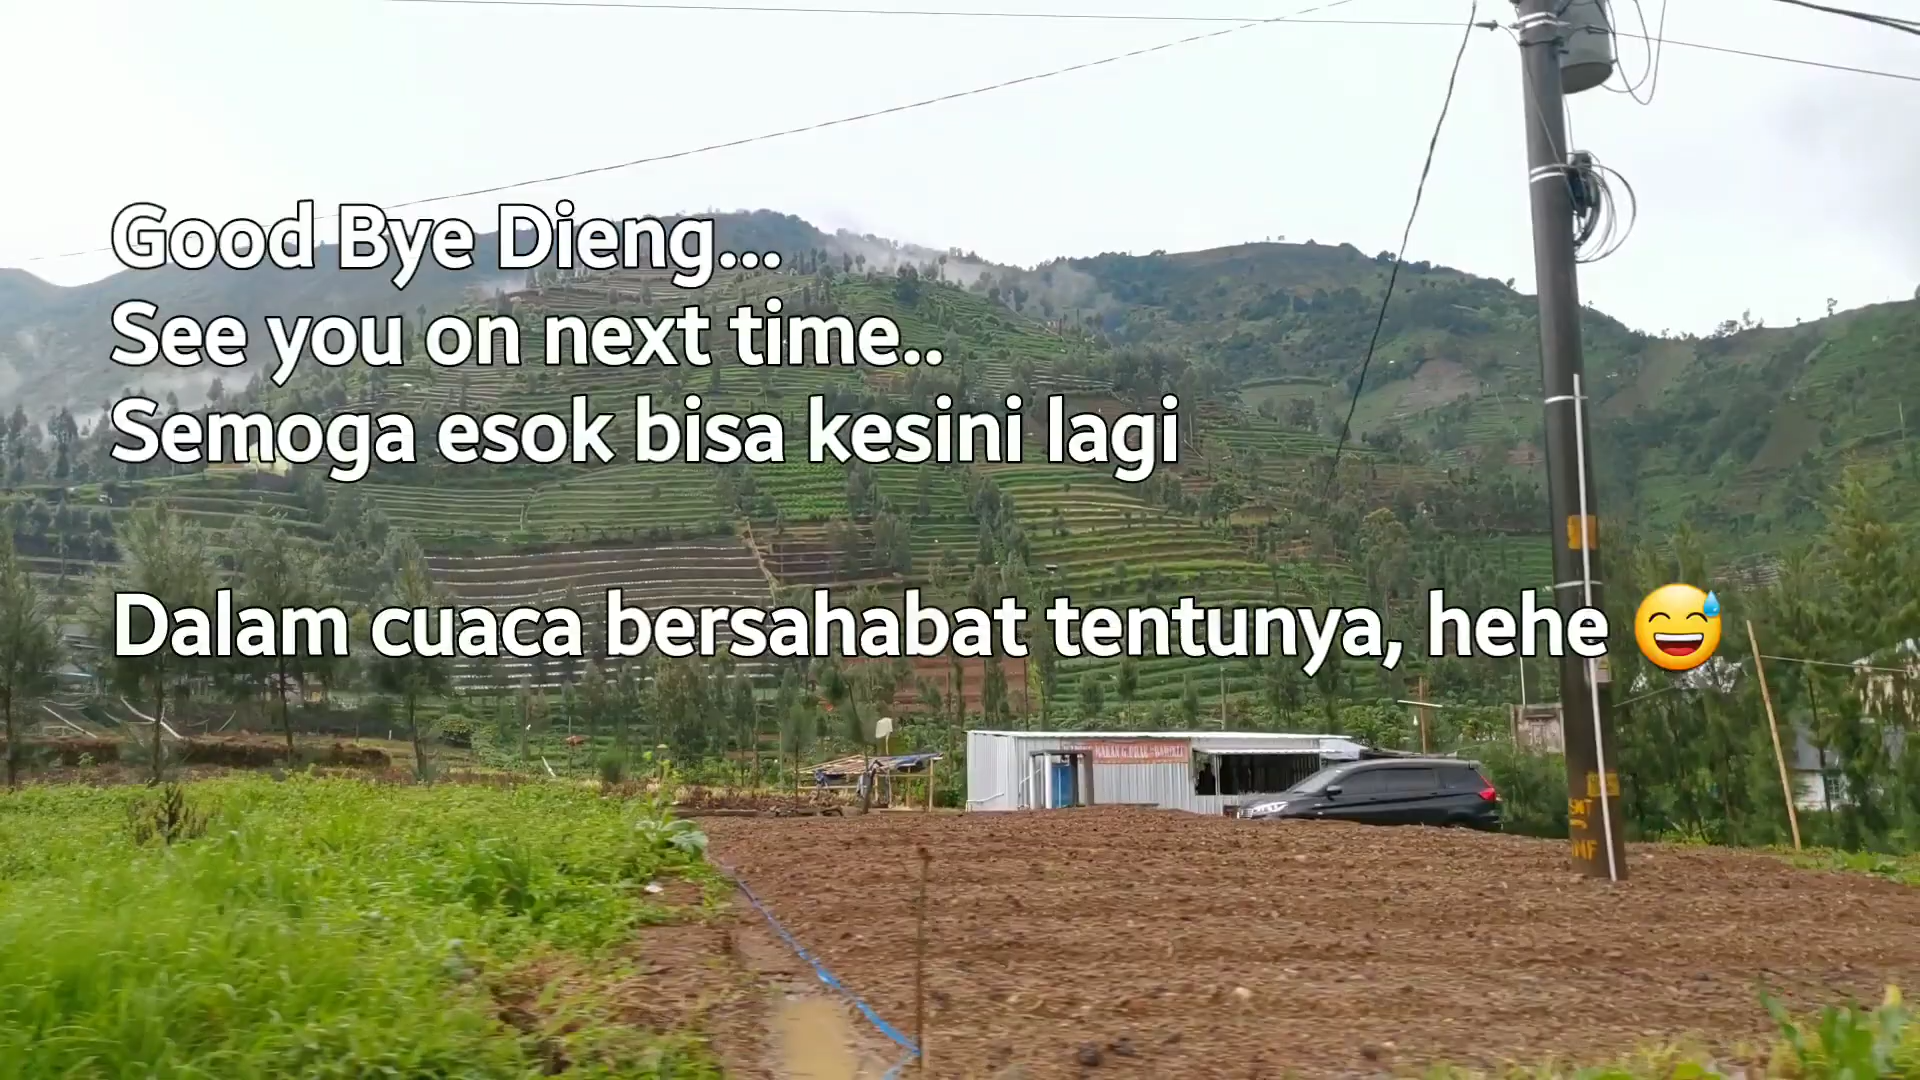 Good Bye Dieng...
See you on next time..
Semoga esok bisa kesini lagi
Dalam cuaca bersahabat tentunya, hehe 😅